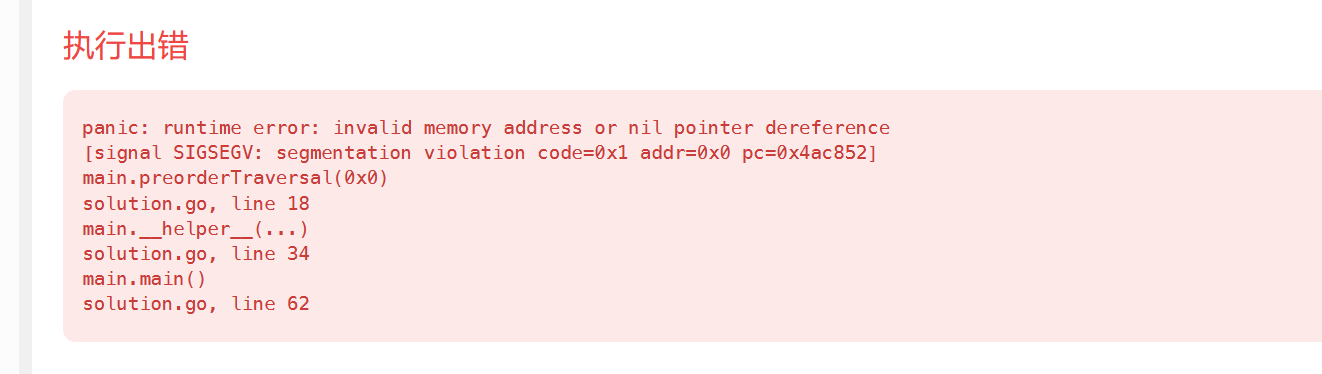 执行出错
panic: runtime error: invalid memory address or nil pointer dereference
[signal SIGSEGV: segmentation violation code=0x1 addr=0x0 pc=0x4ac852]
main.preorderTraversal(0x0)
solution.go, line 18
main.__helper__(...)
solution.go, line 34
main.main()
solution.go, line 62